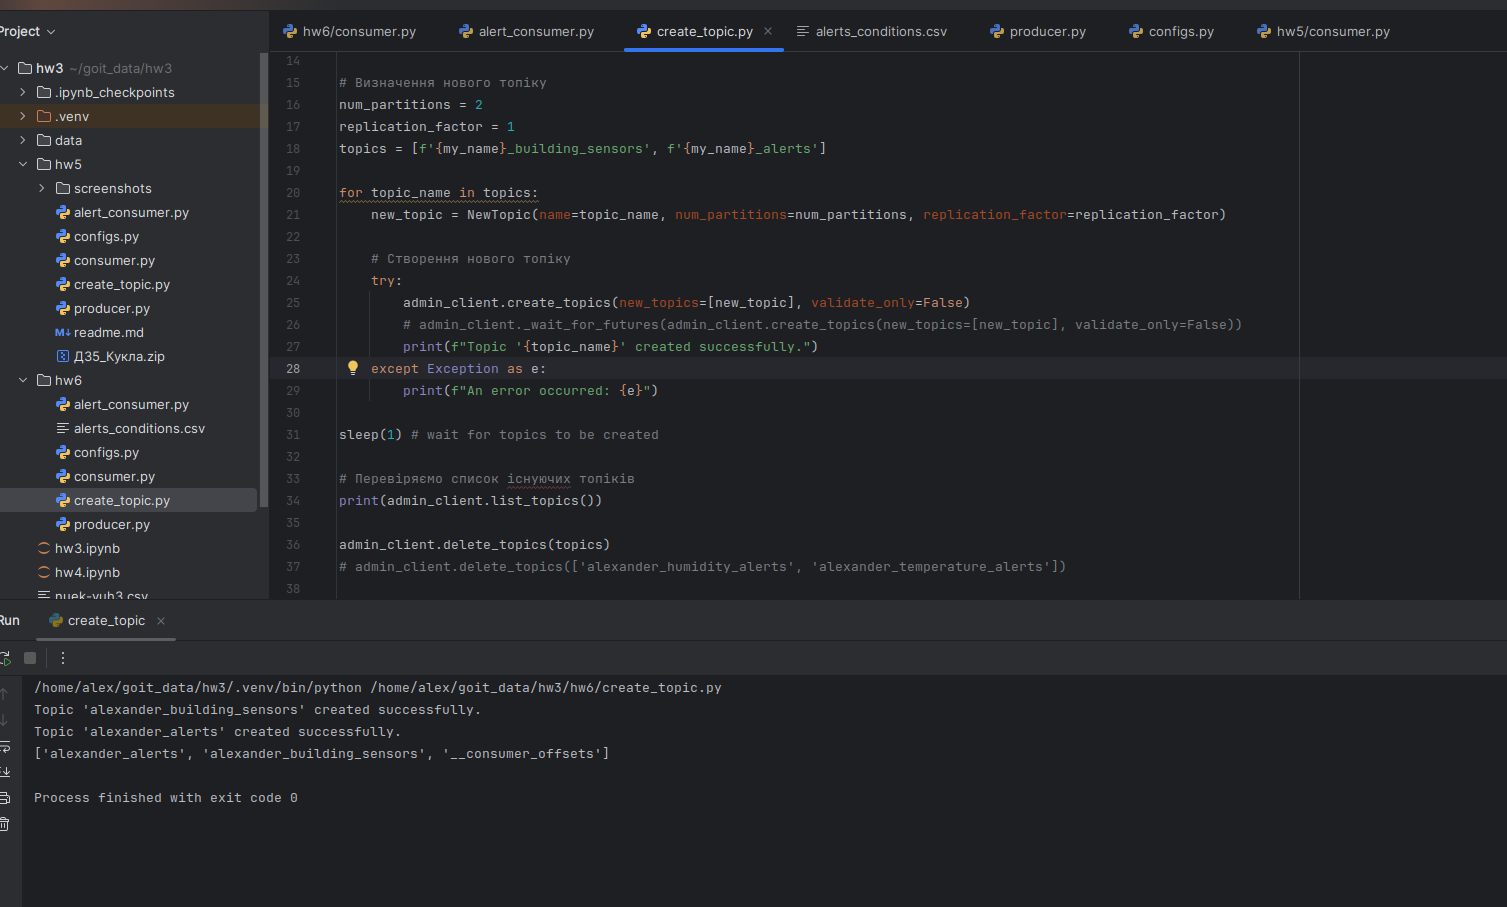 Project
hw6/consumer.py
alert_consumer.py
create_topic.py
alerts_conditions.csv
producer.py
configs.py
hw5/consumer.py
hw3 ~/goit_data/hw3
.ipynb_checkpoints
.venv
data
hw5
screenshots
alert_consumer.py
configs.py
consumer.py
create_topic.py
producer.py
M↓ readme.md
ДЗ5_Кукла.zip
hw6
alert_consumer.py
alerts_conditions.csv
configs.py
consumer.py
create_topic.py
producer.py
hw3.ipynb
hw4.ipynb
nuek-vuh3.csv
14
15 # Визначення нового топіку
16 num_partitions = 2
17 replication_factor = 1
18 topics = [f'{my_name}_building_sensors', f'{my_name}_alerts']
19
20 for topic_name in topics:
21 new_topic = NewTopic(name=topic_name, num_partitions=num_partitions, replication_factor=replication_factor)
22
23 # Створення нового топіку
24 try:
25 admin_client.create_topics(new_topics=[new_topic], validate_only=False)
26 # admin_client._wait_for_futures(admin_client.create_topics(new_topics=[new_topic], validate_only=False))
27 print(f"Topic '{topic_name}' created successfully.")
28 except Exception as e:
29 print(f"An error occurred: {e}")
30
31 sleep(1) # wait for topics to be created
32
33 # Перевіряємо список існуючих топіків
34 print(admin_client.list_topics())
35
36 admin_client.delete_topics(topics)
37 # admin_client.delete_topics(['alexander_humidity_alerts', 'alexander_temperature_alerts'])
38
Run
create_topic
/home/alex/goit_data/hw3/.venv/bin/python /home/alex/goit_data/hw3/hw6/create_topic.py
Topic 'alexander_building_sensors' created successfully.
Topic 'alexander_alerts' created successfully.
['alexander_alerts', 'alexander_building_sensors', '__consumer_offsets']
Process finished with exit code 0